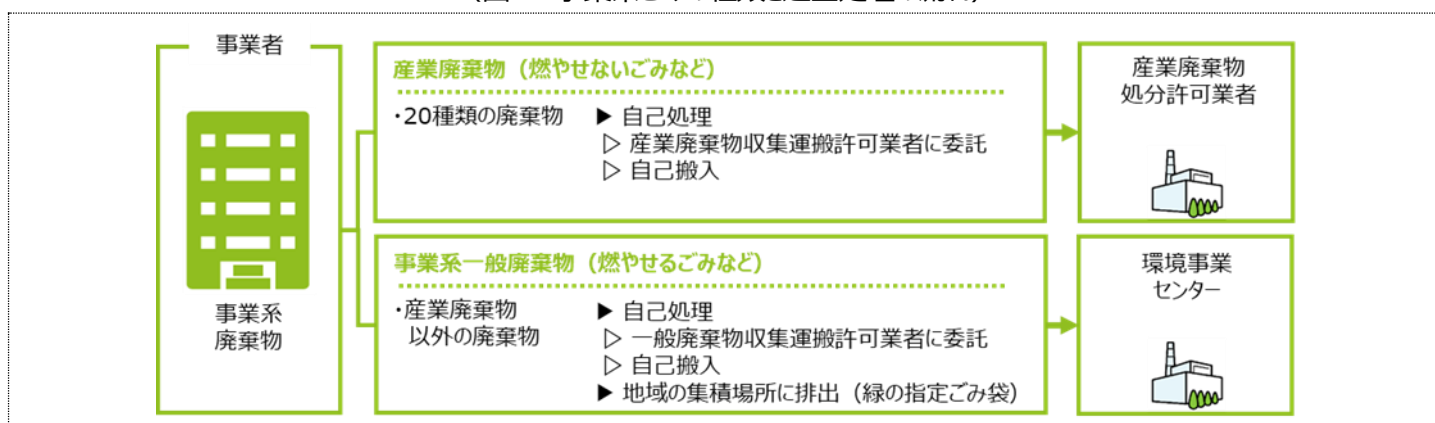 事業者
事業系
廃棄物
産業廃棄物（燃やせないごみなど）
・20種類の廃棄物
▶ 自己処理
▷ 産業廃棄物収集運搬許可業者に委託
▷ 自己搬入
産業廃棄物
処分許可業者
事業系一般廃棄物（燃やせるごみなど）
・産業廃棄物
以外の廃棄物
▶ 自己処理
▷ 一般廃棄物収集運搬許可業者に委託
▷ 自己搬入
▶ 地域の集積場所に排出（緑の指定ごみ袋）
環境事業
センター